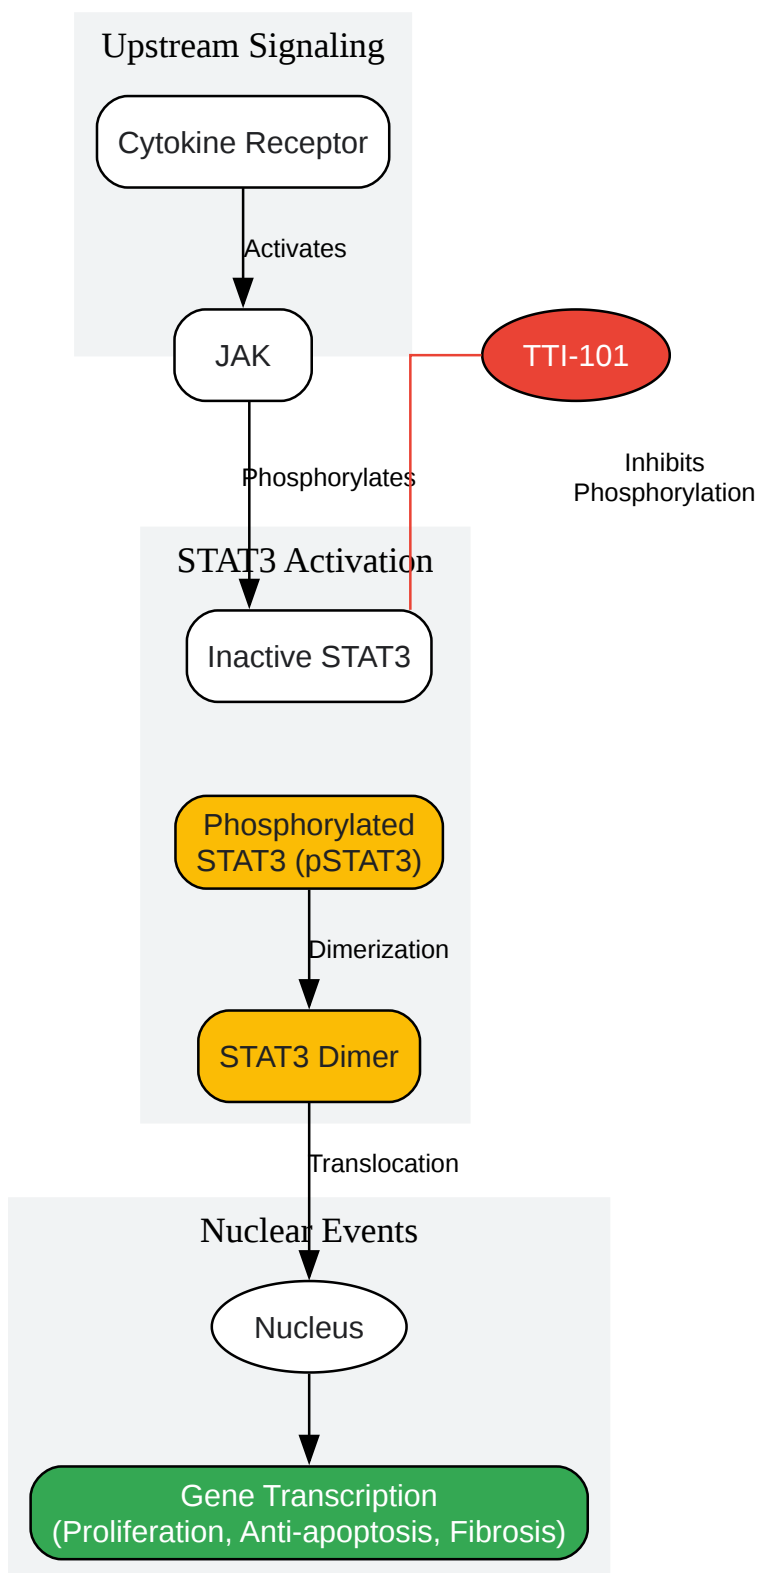 Upstream Signaling
Cytokine Receptor
Activates
JAK
TTI-101
Phosphorylates
Inhibits
Phosphorylation
STAT3 Activation
Inactive STAT3
Phosphorylated
STAT3 (pSTAT3)
Dimerization
STAT3 Dimer
Translocation
Nuclear Events
Nucleus
Gene Transcription
(Proliferation, Anti-apoptosis, Fibrosis)